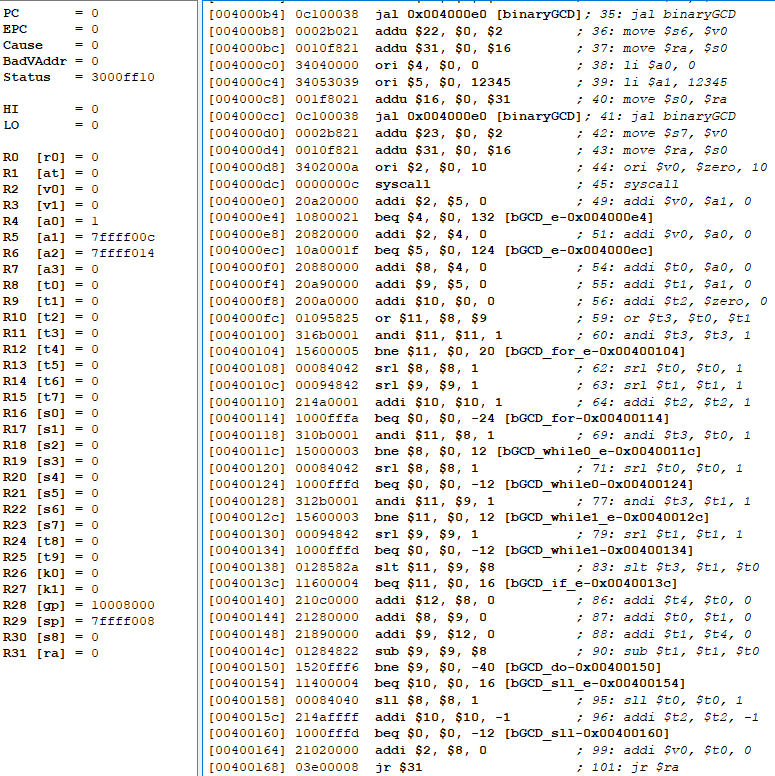 PC = 0
EPC = 0
Cause = 0
BadVAddr = 0
Status = 3000ff10
HI = 0
LO = 0
R0 [r0] = 0
R1 [at] = 0
R2 [v0] = 0
R3 [v1] = 0
R4 [a0] = 1
R5 [a1] = 7ffff00c
R6 [a2] = 7ffff014
R7 [a3] = 0
R8 [t0] = 0
R9 [t1] = 0
R10 [t2] = 0
R11 [t3] = 0
R12 [t4] = 0
R13 [t5] = 0
R14 [t6] = 0
R15 [t7] = 0
R16 [s0] = 0
R17 [s1] = 0
R18 [s2] = 0
R19 [s3] = 0
R20 [s4] = 0
R21 [s5] = 0
R22 [s6] = 0
R23 [s7] = 0
R24 [t8] = 0
R25 [t9] = 0
R26 [k0] = 0
R27 [k1] = 0
R28 [gp] = 10008000
R29 [sp] = 7ffff008
R30 [s8] = 0
R31 [ra] = 0
[004000b4] 0c100038 jal 0x004000e0 [binaryGCD]; 35: jal binaryGCD
[004000b8] 0002b021 addu $22, $0, $2 ; 36: move $s6, $v0
[004000bc] 0010f821 addu $31, $0, $16 ; 37: move $ra, $s0
[004000c0] 34040000 ori $4, $0, 0 ; 38: li $a0, 0
[004000c4] 34053039 ori $5, $0, 12345 ; 39: li $a1, 12345
[004000c8] 001f8021 addu $16, $0, $31 ; 40: move $s0, $ra
[004000cc] 0c100038 jal 0x004000e0 [binaryGCD]; 41: jal binaryGCD
[004000d0] 0002b821 addu $23, $0, $2 ; 42: move $s7, $v0
[004000d4] 0010f821 addu $31, $0, $16 ; 43: move $ra, $s0
[004000d8] 3402000a ori $2, $0, 10 ; 44: ori $v0, $zero, 10
[004000dc] 0000000c syscall ; 45: syscall
[004000e0] 20a20000 addi $2, $5, 0 ; 49: addi $v0, $a1, 0
[004000e4] 10800021 beq $4, $0, 132 [bGCD_e-0x004000e4]
[004000e8] 20820000 addi $2, $4, 0 ; 51: addi $v0, $a0, 0
[004000ec] 10a0001f beq $5, $0, 124 [bGCD_e-0x004000ec]
[004000f0] 20880000 addi $8, $4, 0 ; 54: addi $t0, $a0, 0
[004000f4] 20a90000 addi $9, $5, 0 ; 55: addi $t1, $a1, 0
[004000f8] 200a0000 addi $10, $0, 0 ; 56: addi $t2, $zero, 0
[004000fc] 01095825 or $11, $8, $9 ; 59: or $t3, $t0, $t1
[00400100] 316b0001 andi $11, $11, 1 ; 60: andi $t3, $t3, 1
[00400104] 15600005 bne $11, $0, 20 [bGCD_for_e-0x00400104]
[00400108] 00084042 srl $8, $8, 1 ; 62: srl $t0, $t0, 1
[0040010c] 00094842 srl $9, $9, 1 ; 63: srl $t1, $t1, 1
[00400110] 214a0001 addi $10, $10, 1 ; 64: addi $t2, $t2, 1
[00400114] 1000fffa beq $0, $0, -24 [bGCD_for-0x00400114]
[00400118] 310b0001 andi $11, $8, 1 ; 69: andi $t3, $t0, 1
[0040011c] 15000003 bne $8, $0, 12 [bGCD_while0_e-0x0040011c]
[00400120] 00084042 srl $8, $8, 1 ; 71: srl $t0, $t0, 1
[00400124] 1000fffd beq $0, $0, -12 [bGCD_while0-0x00400124]
[00400128] 312b0001 andi $11, $9, 1 ; 77: andi $t3, $t1, 1
[0040012c] 15600003 bne $11, $0, 12 [bGCD_while1_e-0x0040012c]
[00400130] 00094842 srl $9, $9, 1 ; 79: srl $t1, $t1, 1
[00400134] 1000fffd beq $0, $0, -12 [bGCD_while1-0x00400134]
[00400138] 0128582a slt $11, $9, $8 ; 83: slt $t3, $t1, $t0
[0040013c] 11600004 beq $11, $0, 16 [bGCD_if_e-0x0040013c]
[00400140] 210c0000 addi $12, $8, 0 ; 86: addi $t4, $t0, 0
[00400144] 21280000 addi $8, $9, 0 ; 87: addi $t0, $t1, 0
[00400148] 21890000 addi $9, $12, 0 ; 88: addi $t1, $t4, 0
[0040014c] 01284822 sub $9, $9, $8 ; 90: sub $t1, $t1, $t0
[00400150] 1520fff6 bne $9, $0, -40 [bGCD_do-0x00400150]
[00400154] 11400004 beq $10, $0, 16 [bGCD_sll_e-0x00400154]
[00400158] 00084040 sll $8, $8, 1 ; 95: sll $t0, $t0, 1
[0040015c] 214affff addi $10, $10, -1 ; 96: addi $t2, $t2, -1
[00400160] 1000fffd beq $0, $0, -12 [bGCD_sll-0x00400160]
[00400164] 21020000 addi $2, $8, 0 ; 99: addi $v0, $t0, 0
[00400168] 03e00008 jr $31 ; 101: jr $ra